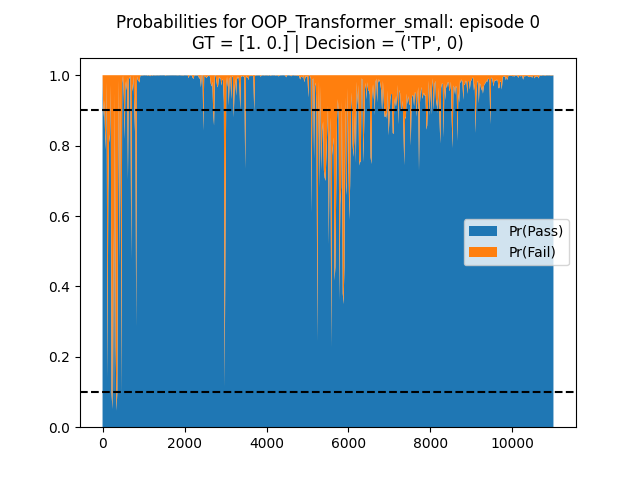 Probabilities for OOP_Transformer_small: episode 0
GT = [1. 0.] | Decision = ('TP', 0)
1.0
0.8
0.6
0.4
0.2
0.0
Pr(Pass)
Pr(Fail)
0 2000 4000 6000 8000 10000